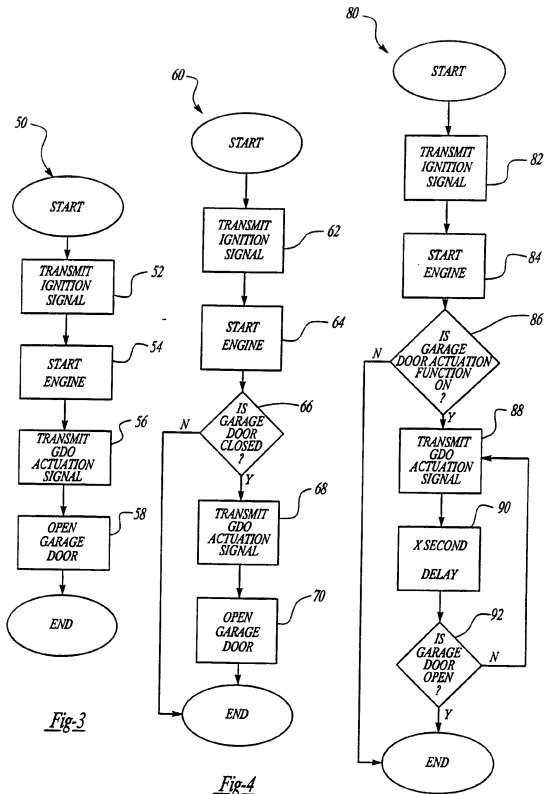 50
START
TRANSMIT
IGNITION
SIGNAL
52
START
ENGINE
54
TRANSMIT
GDO
ACTUATION
SIGNAL
56
OPEN
GARAGE
DOOR
58
END
Fig-3
60
START
TRANSMIT
IGNITION
SIGNAL
62
START
ENGINE
64
IS
GARAGE
DOOR
CLOSED
?
66
N
Y
TRANSMIT
GDO
ACTUATION
SIGNAL
68
OPEN
GARAGE
DOOR
70
END
Fig-4
80
START
TRANSMIT
IGNITION
SIGNAL
82
START
ENGINE
84
IS
GARAGE
DOOR ACTUATION
FUNCTION
ON
?
86
N
Y
TRANSMIT
GDO
ACTUATION
SIGNAL
88
X SECOND
DELAY
90
IS
GARAGE
DOOR
OPEN
?
92
N
Y
END